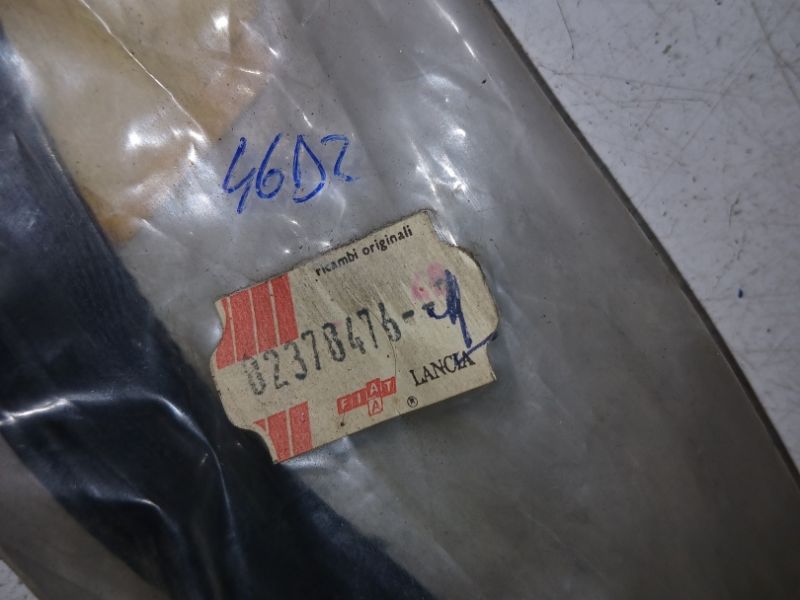 46D2
ricambi originali
02378476-
FIAT
A
LANCIA
®